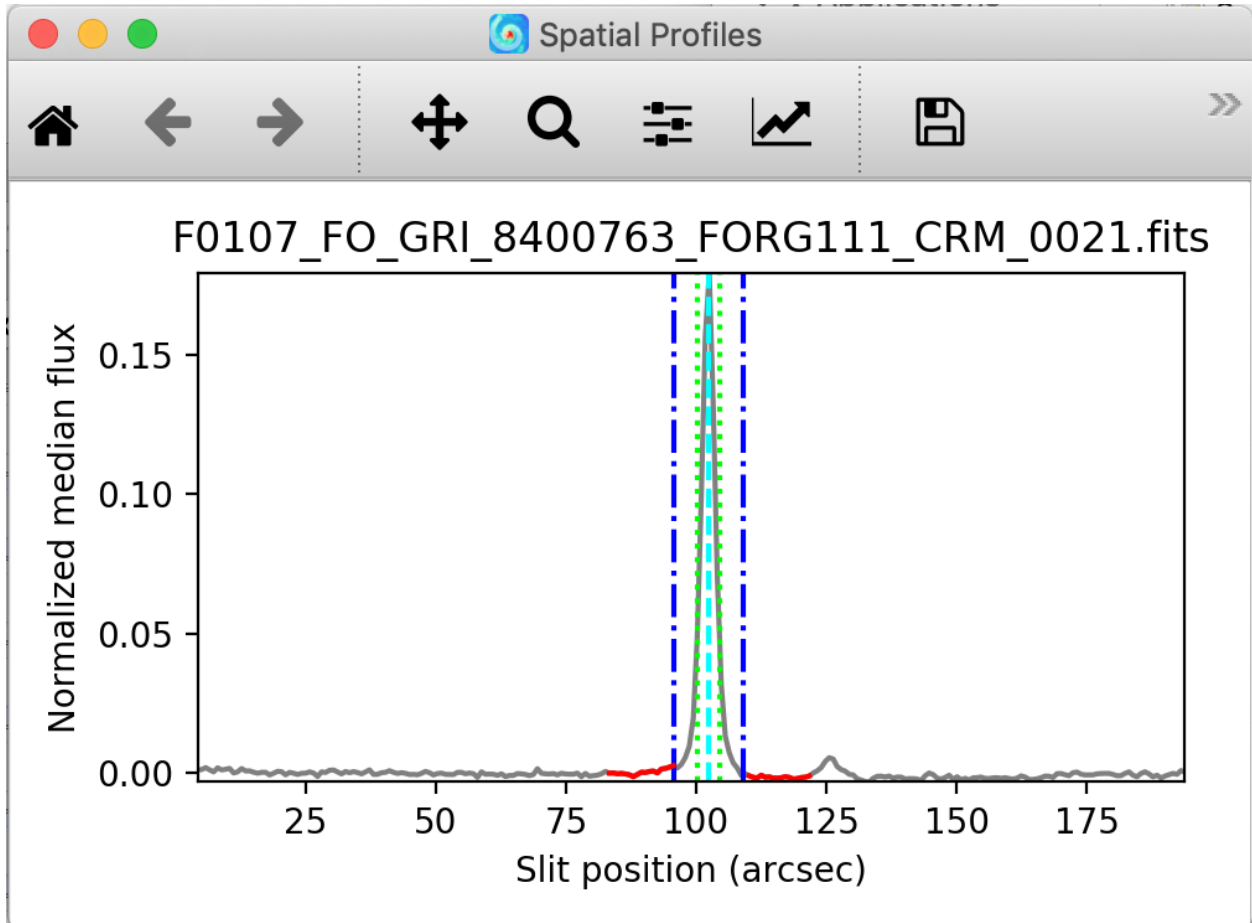 Spatial Profiles
F0107_FO_GRI_8400763_FORG111_CRM_0021.fits
Normalized median flux
0.15
0.10
0.05
0.00
25 50 75 100 125 150 175
Slit position (arcsec)